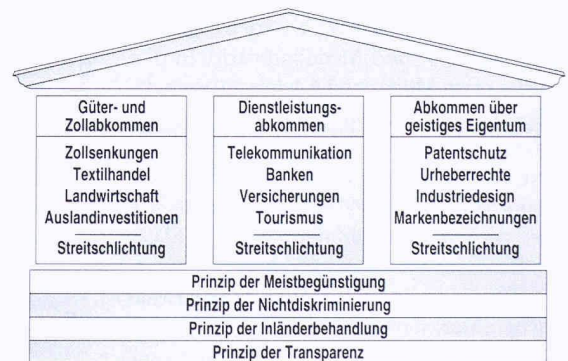 Güter- und
Zollabkommen
Zollsenkungen
Textilhandel
Landwirtschaft
Auslandinvestitionen
Streitschlichtung
Dienstleistungs-
abkommen
Telekommunikation
Banken
Versicherungen
Tourismus
Streitschlichtung
Abkommen über
geistiges Eigentum
Patentschutz
Urheberrechte
Industriedesign
Markenbezeichnungen
Streitschlichtung
Prinzip der Meistbegünstigung
Prinzip der Nichtdiskriminierung
Prinzip der Inländerbehandlung
Prinzip der Transparenz